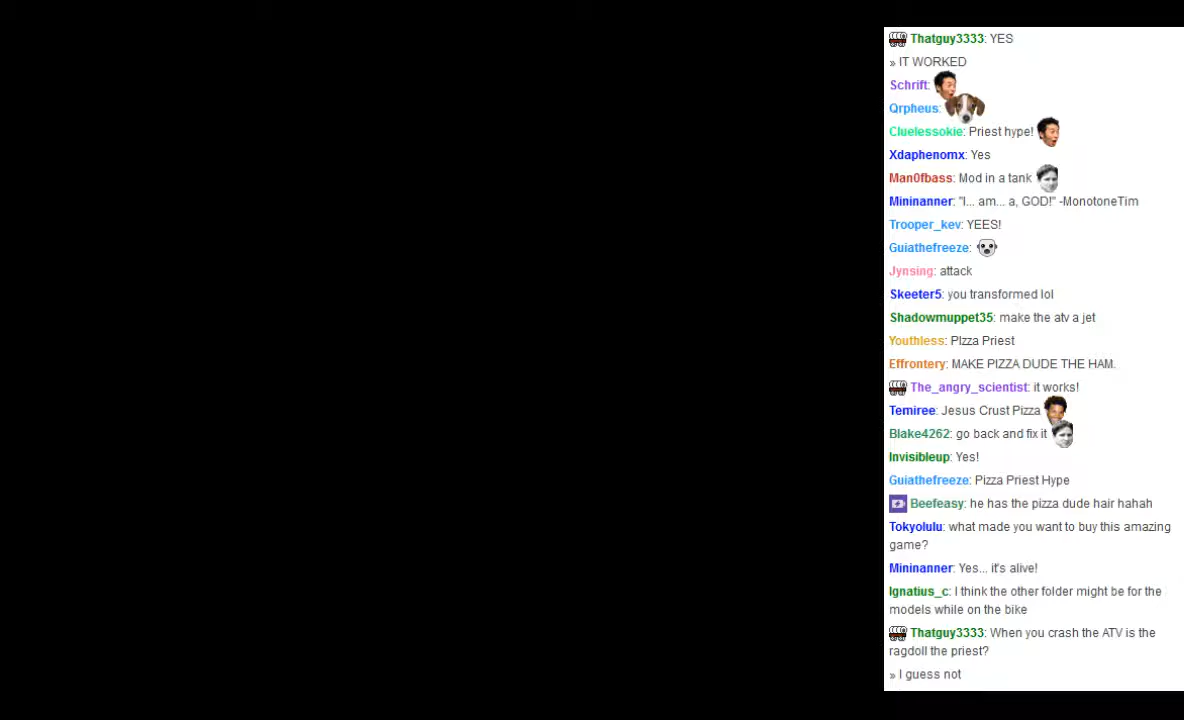 Thatguy3333: YES
» IT WORKED
Schrift:
Qrpheus:
Cluelessokie: Priest hype!
Xdaphenomx: Yes
Man0fbass: Mod in a tank
Mininanner: "I... am... a, GOD!" -MonotoneTim
Trooper_kev: YEES!
Guiathefreeze:
Jynsing: attack
Skeeter5: you transformed lol
Shadowmuppet35: make the atv a jet
Youthless: PIzza Priest
Effrontery: MAKE PIZZA DUDE THE HAM.
The_angry_scientist: it works!
Temiree: Jesus Crust Pizza
Blake4262: go back and fix it
Invisibleup: Yes!
Guiathefreeze: Pizza Priest Hype
Beefeasy: he has the pizza dude hair hahah
Tokyolulu: what made you want to buy this amazing
game?
Mininanner: Yes... it's alive!
Ignatius_c: I think the other folder might be for the
models while on the bike
Thatguy3333: When you crash the ATV is the
ragdoll the priest?
» I guess not